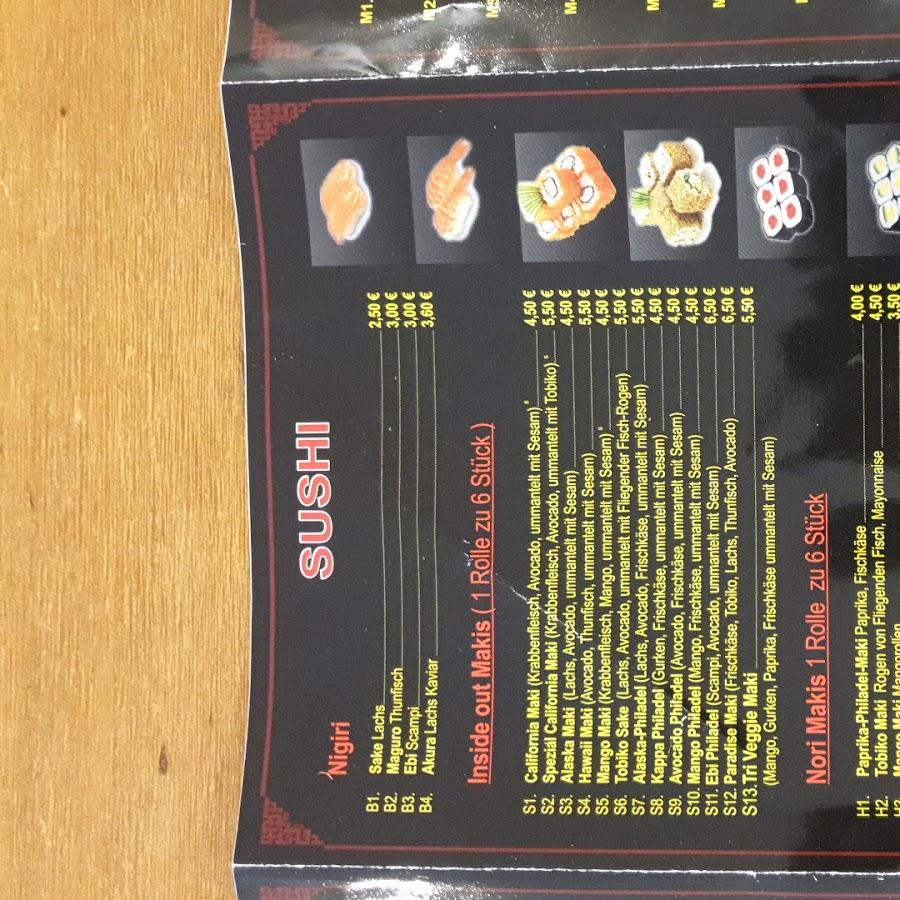 SUSHI
Nigiri
B1. Sake Lachs 2,50 €
B2. Maguro Thunfisch 3,00 €
B3. Ebi Scampi 3,00 €
B4. Akura Lachs Kaviar 3,60 €
Inside out Makis ( 1 Rolle zu 6 Stück )
S1. California Maki (Krabbenfleisch, Avocado, ummantelt mit Sesam)* 4,50 €
S2. Speziál California Maki (Krabbenfleisch, Avocado, ummantelt mit Tobiko) * 5,50 €
S3. Alaska Maki (Lachs, Avocado, ummantelt mit Sesam) 4,50 €
S4. Hawaii Maki (Avocado, Thunfisch, ummantelt mit Sesam) 5,50 €
S5. Mango Maki (Krabbenfleisch, Mango, ummantelt mit Sesam) * 4,50 €
S6. Tobiko Sake (Lachs, Avocado, ummantelt mit Fliegender Fisch-Rogen) 5,50 €
S7. Alaska-Philadel (Lachs, Avocado, Frischkäse, ummantelt mit Sesam) 5,50 €
S8. Kappa Philadel (Gurken, Frischkäse, ummantelt mit Sesam) 4,50 €
S9. Avocado Philadel (Avocado, Frischkäse, ummantelt mit Sesam) 4,50 €
S10. Mango Philadel (Mango, Frischkäse, ummantelt mit Sesam) 4,50 €
S11. Ebi Philadel (Scampi, Avocado, ummantelt mit Sesam) 6,50 €
S12. Paradise Maki (Frischkäse, Tobiko, Lachs, Thunfisch, Avocado) 6,50 €
S13. Tri Veggie Maki 5,50 €
(Mango, Gurken, Paprika, Frischkäse ummantelt mit Sesam)
Nori Makis 1 Rolle zu 6 Stück
H1. Paprika-Philadel-Maki Paprika, Fischkäse 4,00 €
H2. Tobiko Maki Rogen von Fliegenden Fisch, Mayonnaise 4,50 €
Mango Maki Mangorollen 3,50 €
M1.
M2